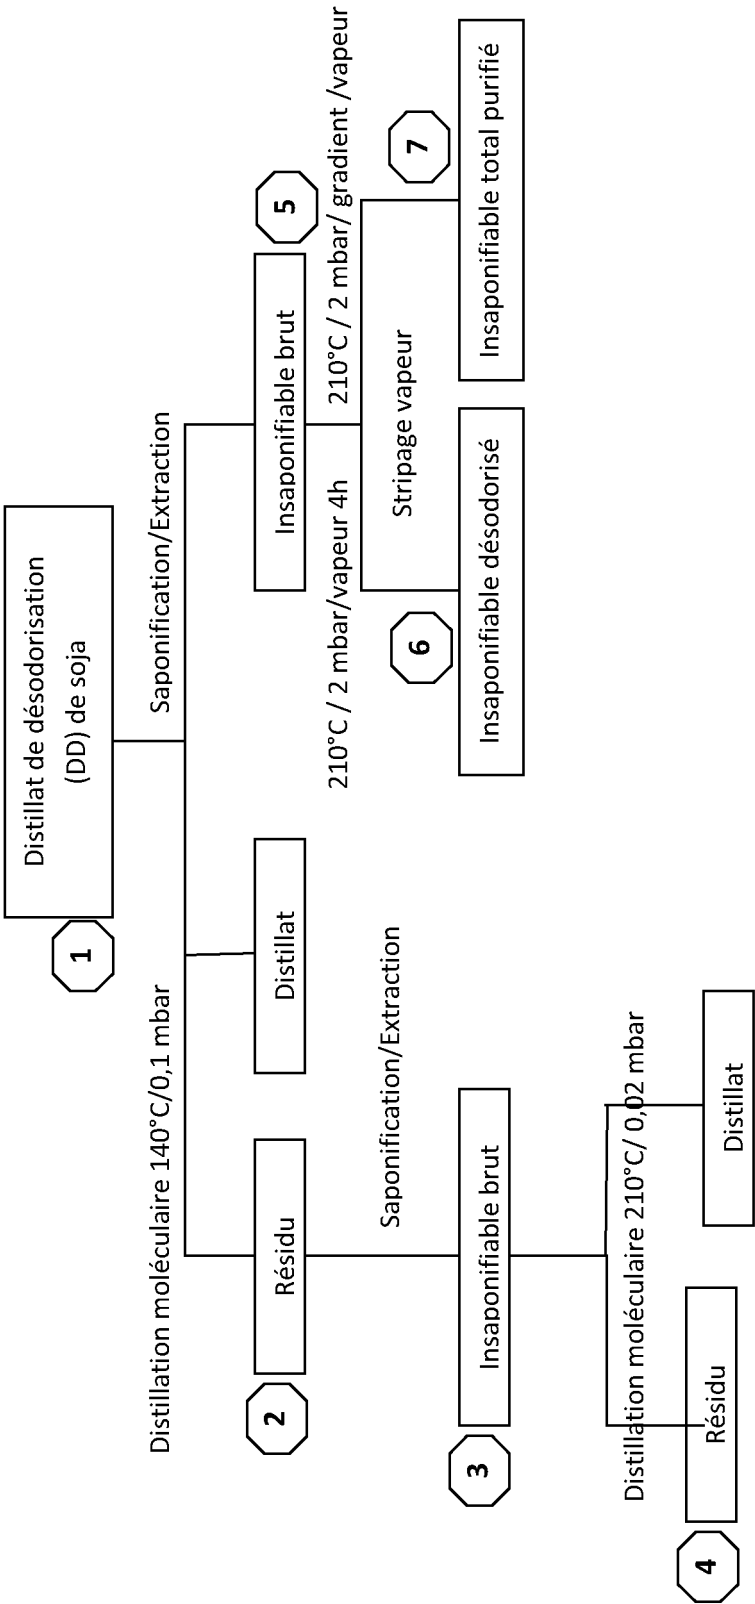 Distillat de désodorisation
(DD) de soja
1
Distillation moléculaire 140°C/0,1 mbar
Saponification/Extraction
2
Résidu
Distillat
Insaponifiable brut
5
Saponification/Extraction
210°C / 2 mbar/vapeur 4h
210°C / 2 mbar/ gradient /vapeur
Stripage vapeur
3
Insaponifiable brut
6
Insaponifiable désodorisé
7
Insaponifiable total purifié
Distillation moléculaire 210°C/ 0,02 mbar
4
Résidu
Distillat